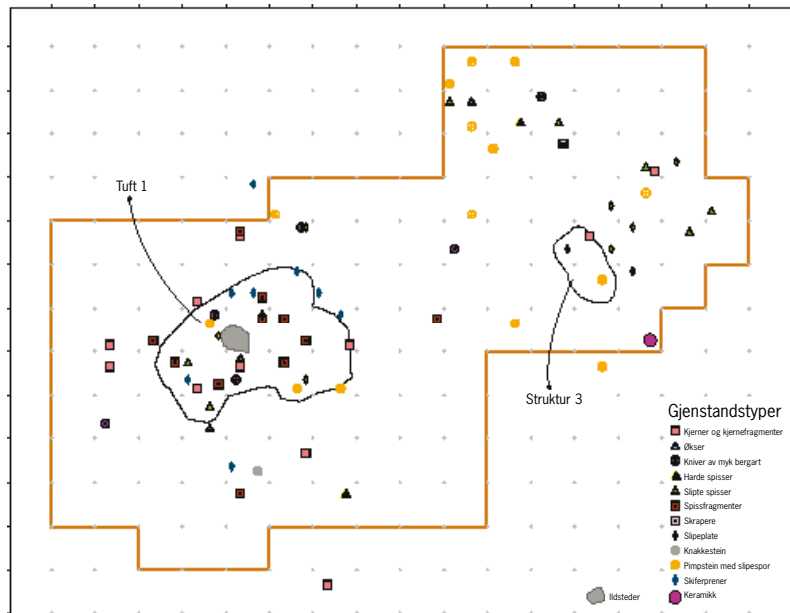 Tuft 1
Struktur 3
Gjenstandstyper
Kjerner og kjernefragmenter
Økser
Kniver av myk bergart
Harde spisser
Slipte spisser
Spissfragmenter
Skrapere
Slipeplate
Knakkestein
Pimpstein med slipespor
Skiferprener
Ildsteder
Keramikk